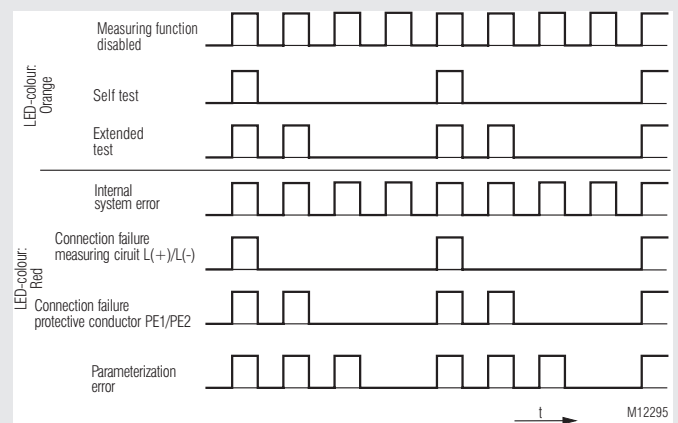 Measuring function
disabled
LED-colour:
Orange
Self test
Extended
test
Internal
system error
LED-colour:
Red
Connection failure
measuring ciruit L(+)/L(-)
Connection failure
protective conductor PE1/PE2
Parameterization
error
t
M12295